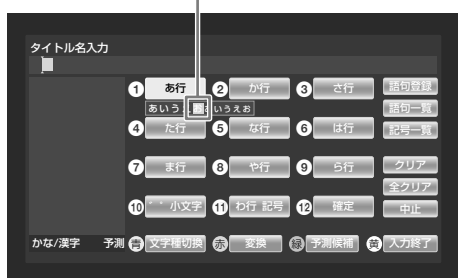 タイトル名入力
① あ行 ② か行 ③ さ行 語句登録
あいうえおぁぃぅぇぉ 語句一覧
④ た行 ⑤ な行 ⑥ は行 記号一覧
⑦ ま行 ⑧ や行 ⑨ ら行 クリア
全クリア
⑩ ゛゜小文字 ⑪ わ行 記号 ⑫ 確定 中止
かな/漢字 予測 青 文字種切換 赤 変換 緑 予測候補 黄 入力終了